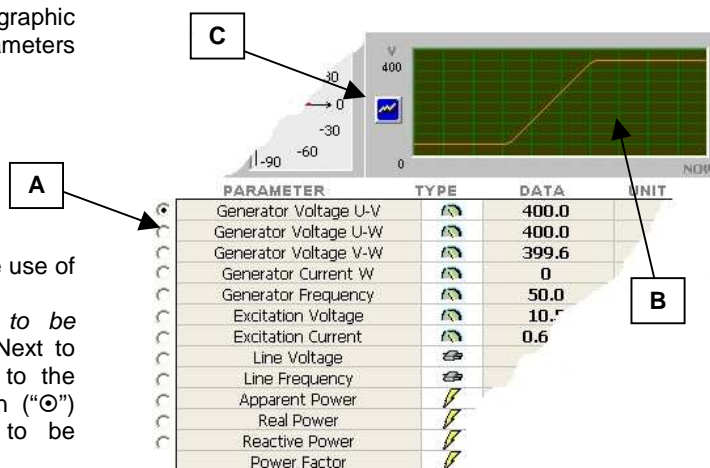 graphic
ameters
C
V
400
30
0
-30
-60
-90
0
NOW
A
PARAMETER TYPE DATA UNIT
Generator Voltage U-V 400.0
Generator Voltage U-W 400.0
Generator Voltage V-W 399.6
Generator Current W 0
Generator Frequency 50.0
Excitation Voltage 10.
Excitation Current 0.6
Line Voltage
Line Frequency
Apparent Power
Real Power
Reactive Power
Power Factor
B
e use of
to be
Next to
to the
n (“⊙”)
to be